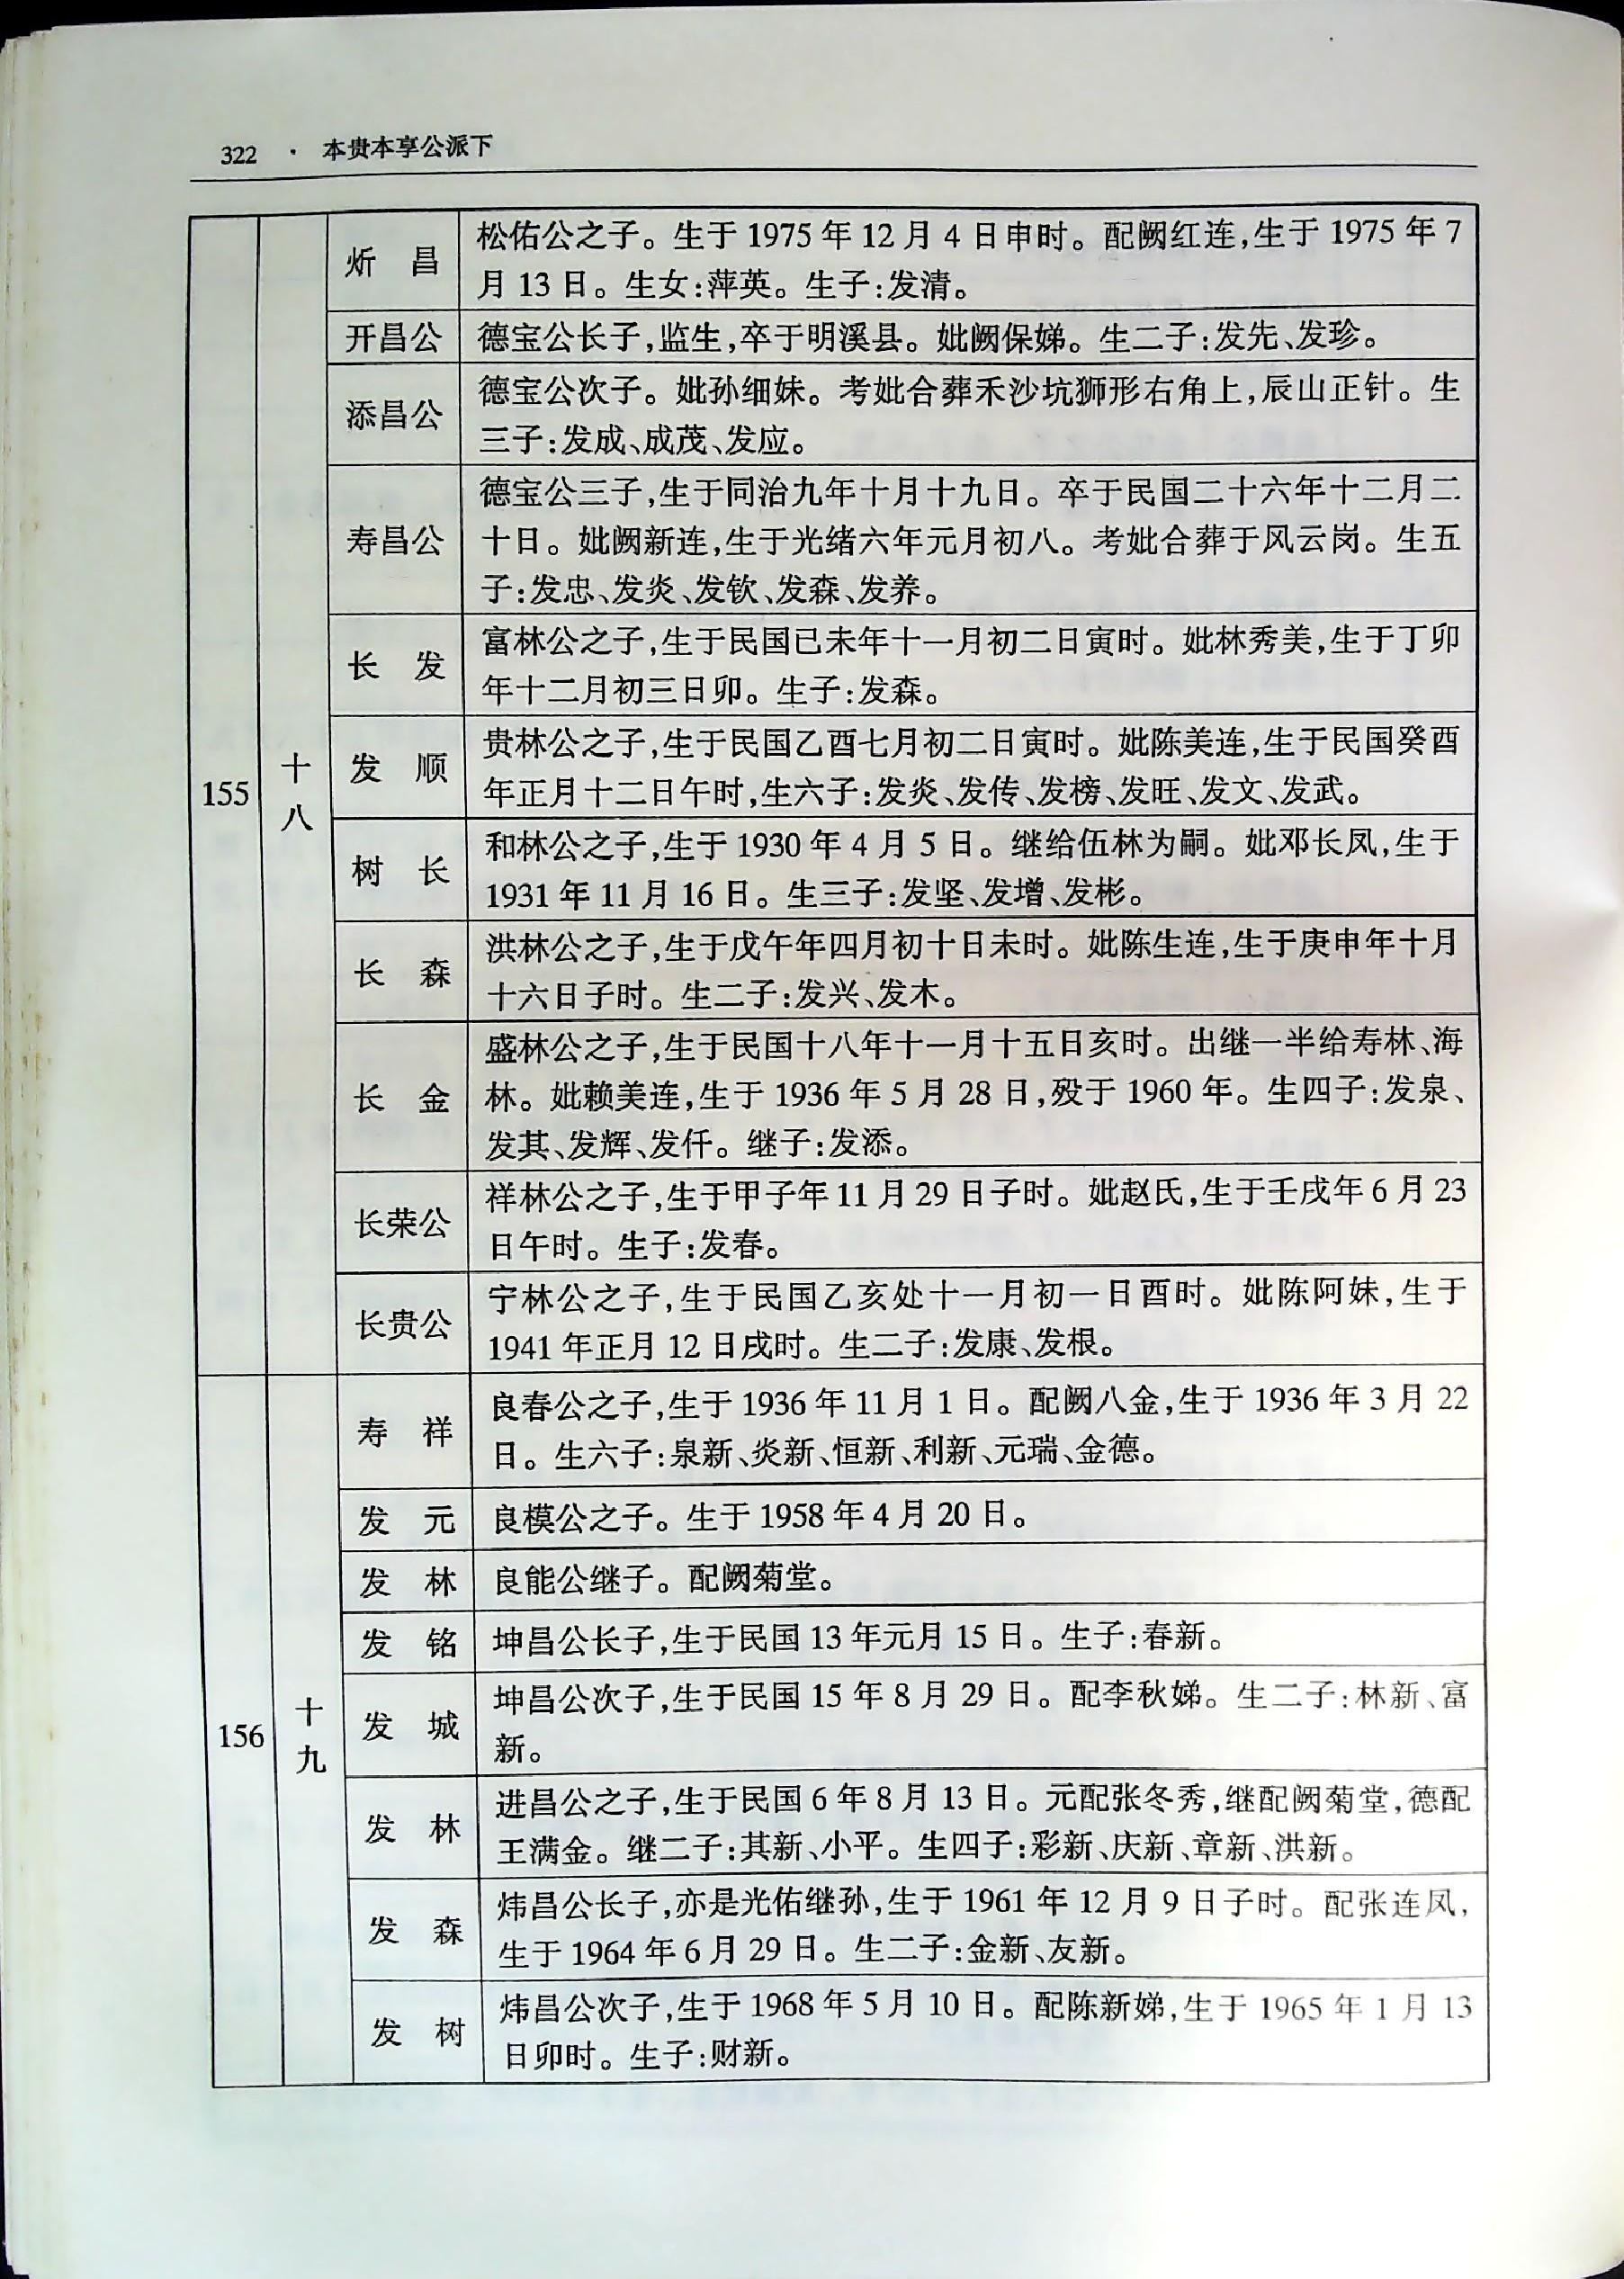 322 · 本贵本享公派下
155
十
八
炘 昌
松佑公之子。生于 1975 年 12 月 4 日申时。配阙红连,生于 1975 年 7
月 13 日。生女:萍英。生子:发清。
开昌公
德宝公长子,监生,卒于明溪县。妣阙保娣。生二子:发先、发珍。
添昌公
德宝公次子。妣孙细妹。考妣合葬禾沙坑狮形右角上,辰山正针。生
三子:发成、成茂、发应。
寿昌公
德宝公三子,生于同治九年十月十九日。卒于民国二十六年十二月二
十日。妣阙新连,生于光绪六年元月初八。考妣合葬于风云岗。生五
子:发忠、发炎、发钦、发森、发养。
长 发
富林公之子,生于民国已未年十一月初二日寅时。妣林秀美,生于丁卯
年十二月初三日卯。生子:发森。
发 顺
贵林公之子,生于民国乙酉七月初二日寅时。妣陈美连,生于民国癸酉
年正月十二日午时,生六子:发炎、发传、发榜、发旺、发文、发武。
树 长
和林公之子,生于 1930 年 4 月 5 日。继给伍林为嗣。妣邓长凤,生于
1931 年 11 月 16 日。生三子:发坚、发增、发彬。
长 森
洪林公之子,生于戊午年四月初十日未时。妣陈生连,生于庚申年十月
十六日子时。生二子:发兴、发木。
长 金
盛林公之子,生于民国十八年十一月十五日亥时。出继一半给寿林、海
林。妣赖美连,生于 1936 年 5 月 28 日,殁于 1960 年。生四子:发泉、
发其、发辉、发仟。继子:发添。
长荣公
祥林公之子,生于甲子年 11 月 29 日子时。妣赵氏,生于壬戌年 6 月 23
日午时。生子:发春。
长贵公
宁林公之子,生于民国乙亥处十一月初一日酉时。妣陈阿妹,生于
1941 年正月 12 日戌时。生二子:发康、发根。
156
十
九
寿 祥
良春公之子,生于 1936 年 11 月 1 日。配阙八金,生于 1936 年 3 月 22
日。生六子:泉新、炎新、恒新、利新、元瑞、金德。
发 元
良模公之子。生于 1958 年 4 月 20 日。
发 林
良能公继子。配阙菊堂。
发 铭
坤昌公长子,生于民国 13 年元月 15 日。生子:春新。
发 城
坤昌公次子,生于民国 15 年 8 月 29 日。配李秋娣。生二子:林新、富
新。
发 林
进昌公之子,生于民国 6 年 8 月 13 日。元配张冬秀,继配阙菊堂,德配
王满金。继二子:其新、小平。生四子:彩新、庆新、章新、洪新。
发 森
炜昌公长子,亦是光佑继孙,生于 1961 年 12 月 9 日子时。配张连凤,
生于 1964 年 6 月 29 日。生二子:金新、友新。
发 树
炜昌公次子,生于 1968 年 5 月 10 日。配陈新娣,生于 1965 年 1 月 13
日卯时。生子:财新。